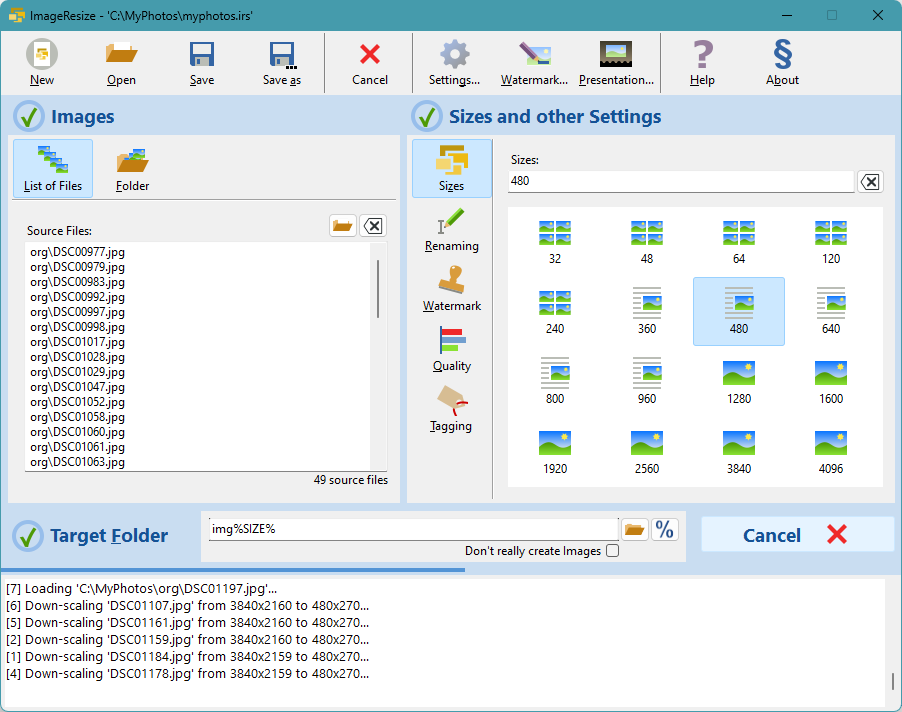 ImageResize - 'C:\MyPhotos\myphotos.irs'
New Open Save Save as Cancel Settings... Watermark... Presentation... Help About
Images
List of Files Folder
Source Files:
org\DSC00977.jpg
org\DSC00979.jpg
org\DSC00983.jpg
org\DSC00992.jpg
org\DSC00997.jpg
org\DSC00998.jpg
org\DSC01017.jpg
org\DSC01028.jpg
org\DSC01029.jpg
org\DSC01047.jpg
org\DSC01052.jpg
org\DSC01058.jpg
org\DSC01060.jpg
org\DSC01061.jpg
org\DSC01063.jpg
49 source files
Sizes and other Settings
Sizes
Renaming
Watermark
Quality
Tagging
Sizes:
480
32 48 64 120
240 360 480 640
800 960 1280 1600
1920 2560 3840 4096
Target Folder
img%SIZE%
%
Don't really create Images
Cancel
[7] Loading 'C:\MyPhotos\org\DSC01197.jpg'...
[6] Down-scaling 'DSC01107.jpg' from 3840x2160 to 480x270...
[5] Down-scaling 'DSC01161.jpg' from 3840x2160 to 480x270...
[2] Down-scaling 'DSC01159.jpg' from 3840x2160 to 480x270...
[1] Down-scaling 'DSC01184.jpg' from 3840x2159 to 480x270...
[4] Down-scaling 'DSC01178.jpg' from 3840x2159 to 480x270...